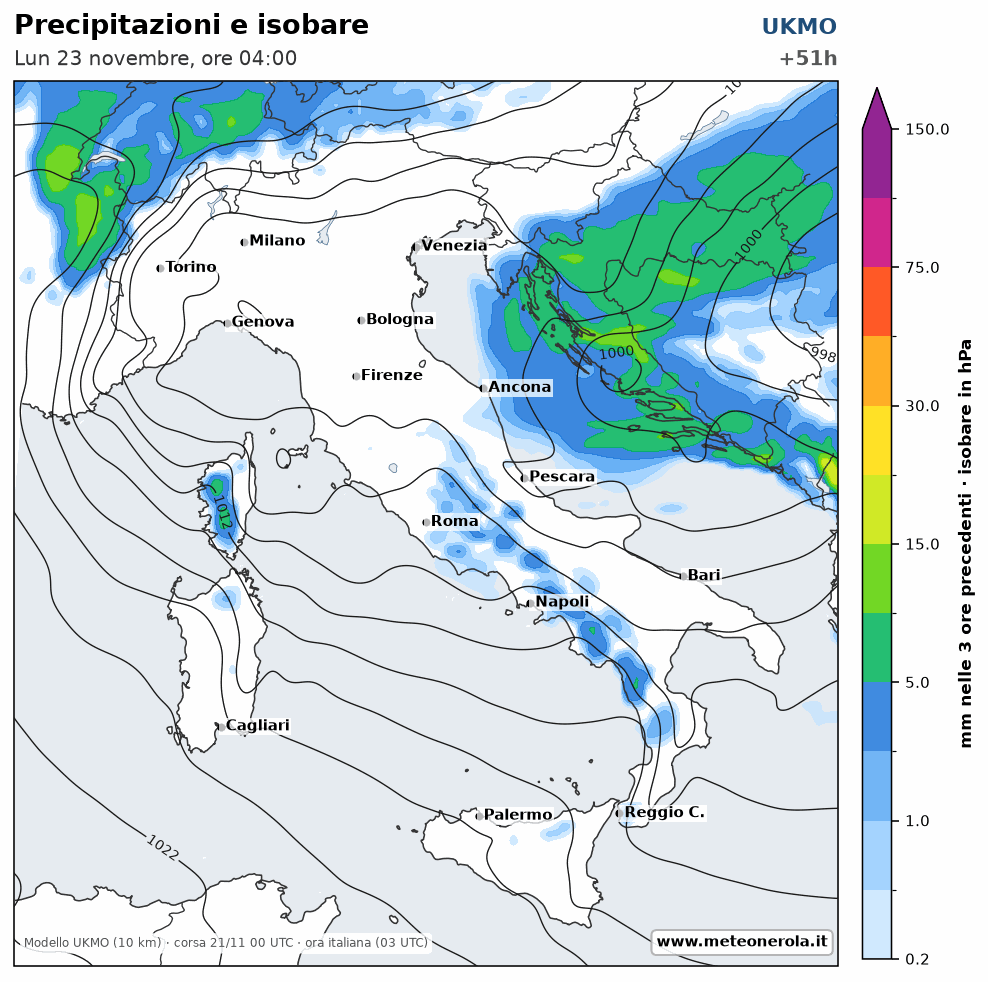 Precipitazioni e isobare
UKMO
Lun 23 novembre, ore 04:00
+51h
150.0
75.0
30.0
15.0
5.0
1.0
0.2
mm nelle 3 ore precedenti · isobare in hPa
10
1000
998
1000
1012
1022
Milano
Venezia
Torino
Genova
Bologna
Firenze
Ancona
Pescara
Roma
Bari
Napoli
Cagliari
Palermo
Reggio C.
Modello UKMO (10 km) · corsa 21/11 00 UTC · ora italiana (03 UTC)
www.meteonerola.it